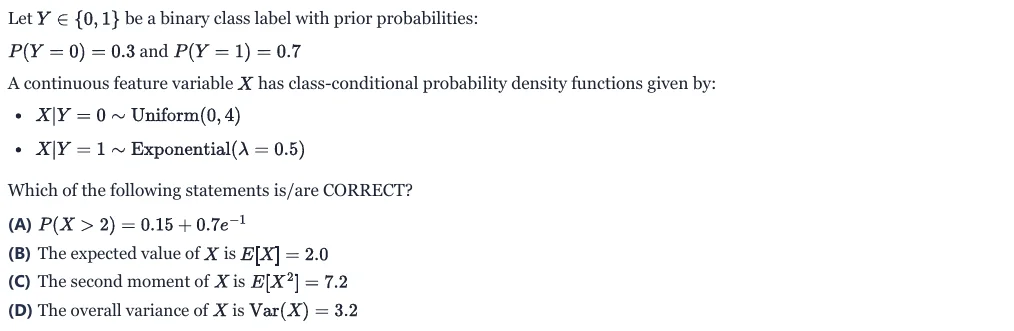 Let Y ∈ {0, 1} be a binary class label with prior probabilities:
P(Y = 0) = 0.3 and P(Y = 1) = 0.7
A continuous feature variable X has class-conditional probability density functions given by:
• X|Y = 0 ∼ Uniform(0, 4)
• X|Y = 1 ∼ Exponential(λ = 0.5)
Which of the following statements is/are CORRECT?
(A) P(X > 2) = 0.15 + 0.7e⁻¹
(B) The expected value of X is E[X] = 2.0
(C) The second moment of X is E[X²] = 7.2
(D) The overall variance of X is Var(X) = 3.2